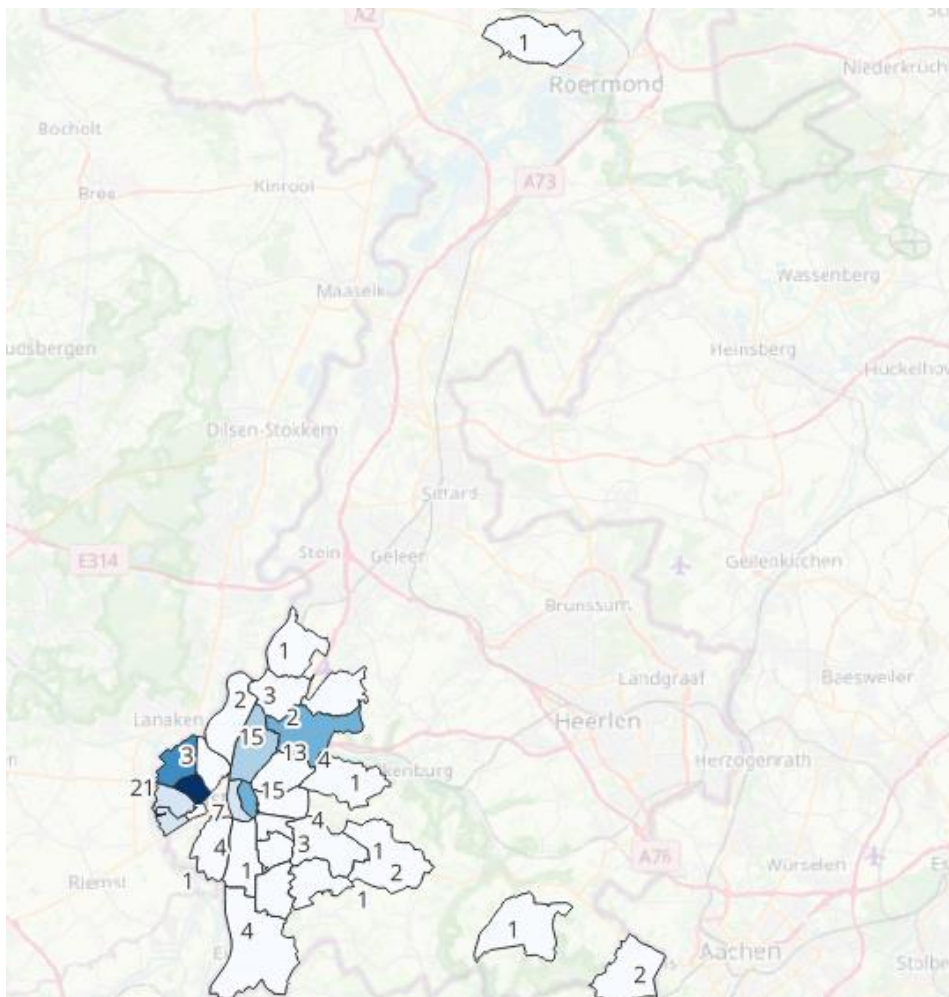 A2
1
Roermond
Niederkrüch
Bocholt
Bree
Kinrooi
A73
Wassenberg
Maaseik
udsbergen
Heinsberg
Hückelhov
Dilsen-Stokkem
Sittard
E314
Stein
Geleen
Geilenkirchen
Brunssum
1
Landgraaf
Baesweiler
2
3
Lanaken
2
Heerlen
15
3
13
4
Herzogenrath
21
kenburg
1
15
7
4
4
3
1
A76
Würselen
Riemst
1
1
2
1
4
1
Aachen
2
Stolbe